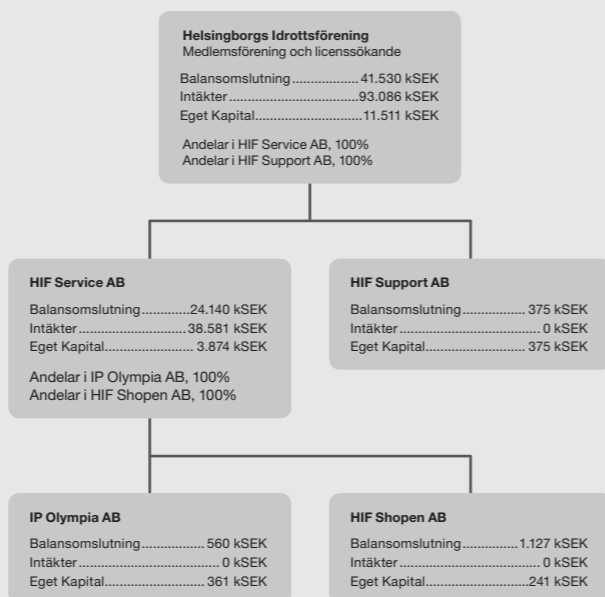 Helsingborgs Idrottsförening
Medlemsförening och licenssökande
Balansomslutning.................. 41.530 kSEK
Intäkter...................................93.086 kSEK
Eget Kapital.............................11.511 kSEK
Andelar i HIF Service AB, 100%
Andelar i HIF Support AB, 100%
HIF Service AB
Balansomslutning.............24.140 kSEK
Intäkter..............................38.581 kSEK
Eget Kapital........................ 3.874 kSEK
Andelar i IP Olympia AB, 100%
Andelar i HIF Shopen AB, 100%
HIF Support AB
Balansomslutning.................. 375 kSEK
Intäkter ...................................... 0 kSEK
Eget Kapital............................ 375 kSEK
IP Olympia AB
Balansomslutning................. 560 kSEK
Intäkter...................................... 0 kSEK
Eget Kapital........................... 361 kSEK
HIF Shopen AB
Balansomslutning...............1.127 kSEK
Intäkter ...................................... 0 kSEK
Eget Kapital............................241 kSEK